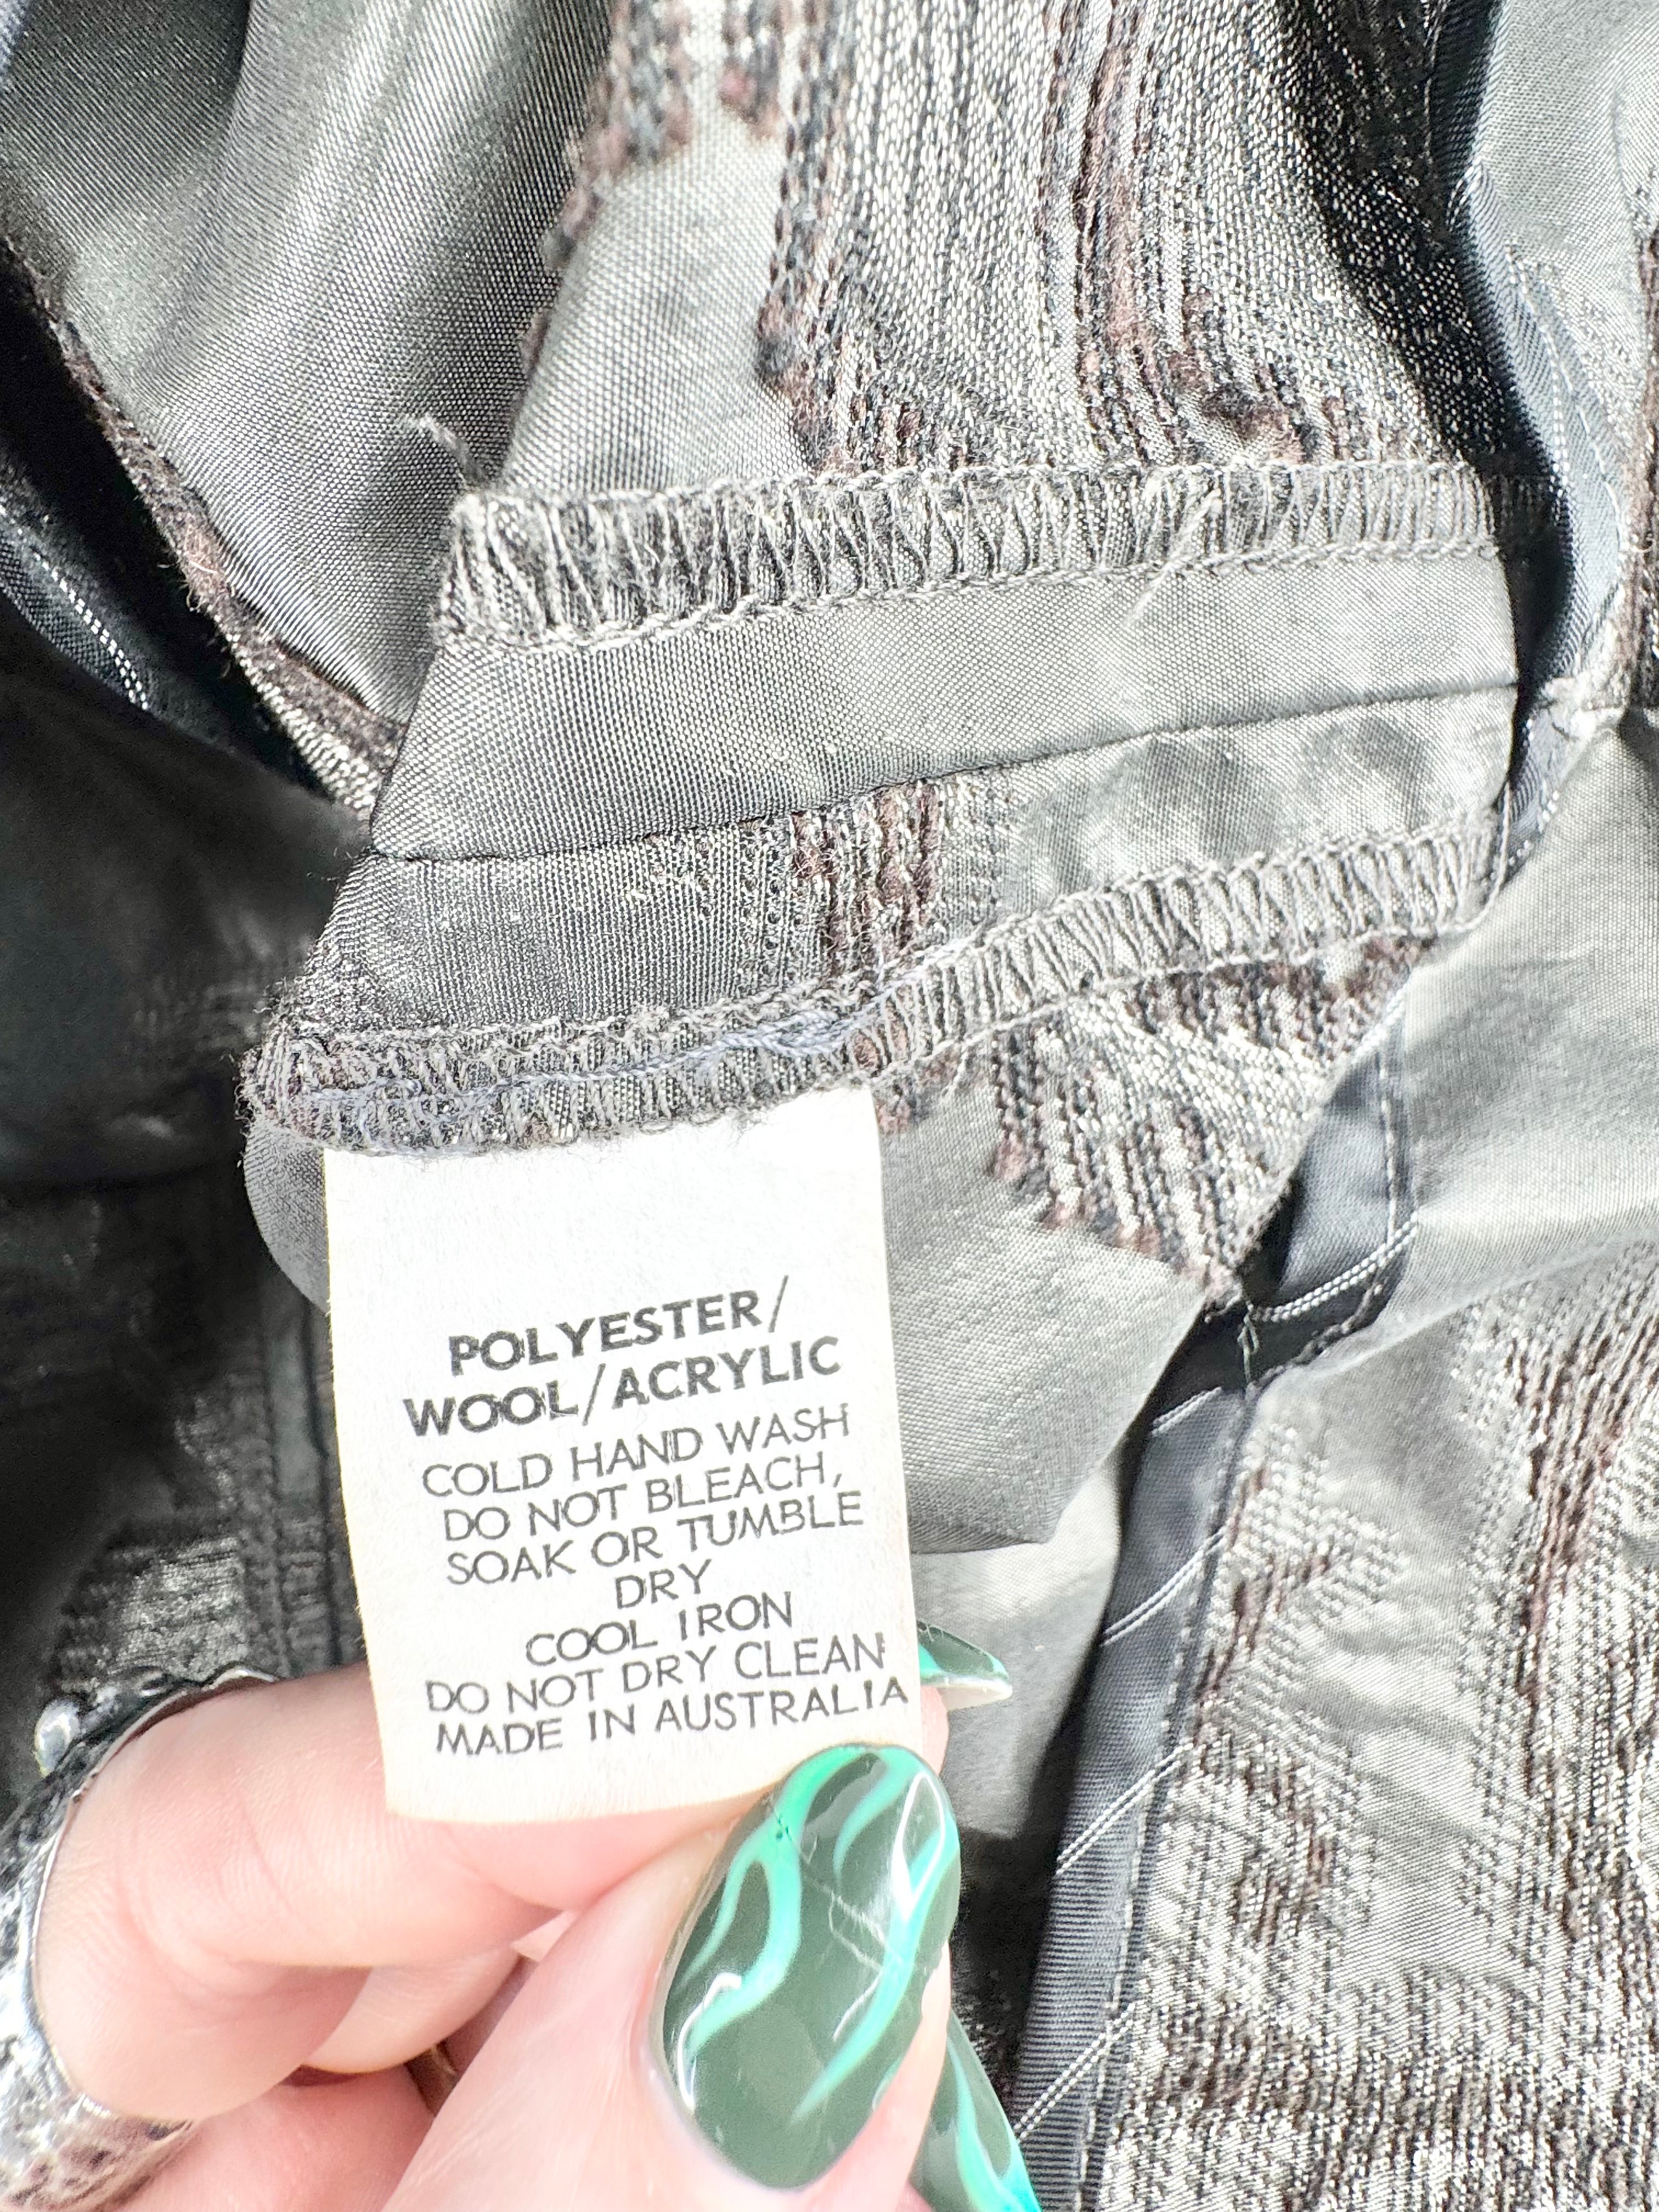 POLYESTER/
WOOL/ACRYLIC
COLD HAND WASH
DO NOT BLEACH,
SOAK OR TUMBLE
DRY
COOL IRON
DO NOT DRY CLEAN
MADE IN AUSTRALIA